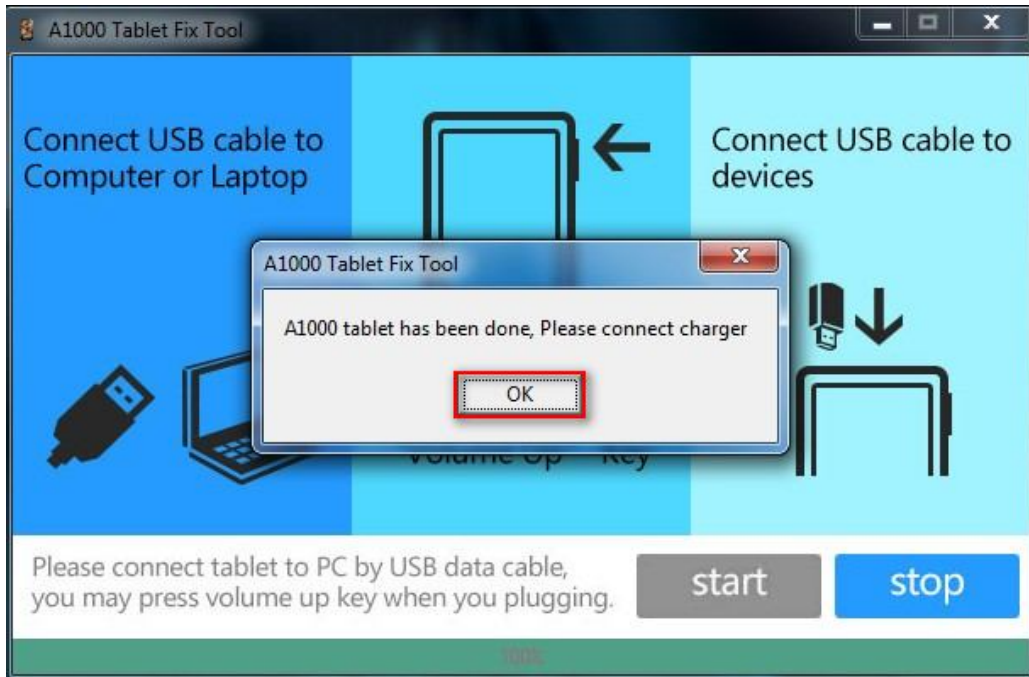 A1000 Tablet Fix Tool
Connect USB cable to
Computer or Laptop
Connect USB cable to
devices
A1000 Tablet Fix Tool
A1000 tablet has been done, Please connect charger
OK
Volume Up
Key
Please connect tablet to PC by USB data cable,
you may press volume up key when you plugging.
start
stop
100%